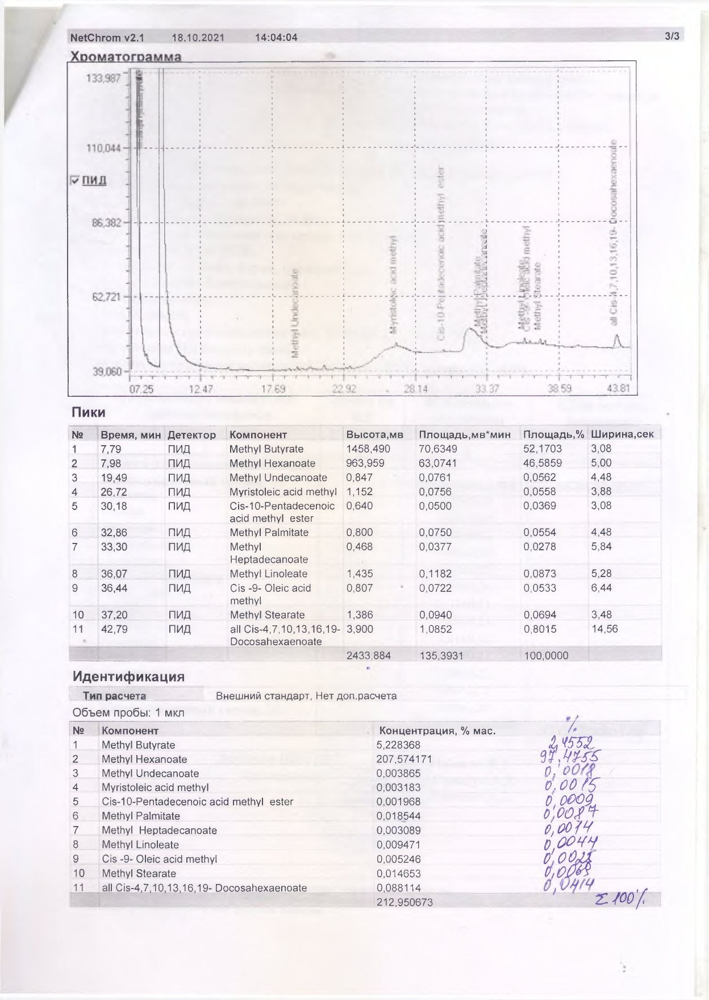 NetChrom v2.1 18.10.2021 14:04:04 3/3
Хроматограмма
133,987
110,044
ПИД
86,382
62,721
39,060
Methyl Undecanoate
Myristoleic acid methyl
Cis-10-Pentadecenoic acid methyl ester
Methyl Palmitate
Methyl Heptadecanoate
Methyl Linoleate
Cis -9- Oleic acid methyl
Methyl Stearate
all Cis-4,7,10,13,16,19- Docosahexaenoate
07.25 12.47 17.69 22.92 28.14 33.37 38.59 43.81
Пики
№ Время, мин Детектор Компонент Высота,мв Площадь,мв*мин Площадь,% Ширина,сек
1 7,79 ПИД Methyl Butyrate 1458,490 70,6349 52,1703 3,08
2 7,98 ПИД Methyl Hexanoate 963,959 63,0741 46,5859 5,00
3 19,49 ПИД Methyl Undecanoate 0,847 0,0761 0,0562 4,48
4 26,72 ПИД Myristoleic acid methyl 1,152 0,0756 0,0558 3,88
5 30,18 ПИД Cis-10-Pentadecenoic 0,640 0,0500 0,0369 3,08
acid methyl ester
6 32,86 ПИД Methyl Palmitate 0,800 0,0750 0,0554 4,48
7 33,30 ПИД Methyl 0,468 0,0377 0,0278 5,84
Heptadecanoate
8 36,07 ПИД Methyl Linoleate 1,435 0,1182 0,0873 5,28
9 36,44 ПИД Cis -9- Oleic acid 0,807 0,0722 0,0533 6,44
methyl
10 37,20 ПИД Methyl Stearate 1,386 0,0940 0,0694 3,48
11 42,79 ПИД all Cis-4,7,10,13,16,19- 3,900 1,0852 0,8015 14,56
Docosahexaenoate
2433,884 135,3931 100,0000
Идентификация
Тип расчета Внешний стандарт, Нет доп.расчета
Объем пробы: 1 мкл
№ Компонент Концентрация, % мас. %
1 Methyl Butyrate 5,228368 2,4552
2 Methyl Hexanoate 207,574171 97,4755
3 Methyl Undecanoate 0,003865 0,0018
4 Myristoleic acid methyl 0,003183 0,0015
5 Cis-10-Pentadecenoic acid methyl ester 0,001968 0,0009
6 Methyl Palmitate 0,018544 0,0087
7 Methyl Heptadecanoate 0,003089 0,0014
8 Methyl Linoleate 0,009471 0,0044
9 Cis -9- Oleic acid methyl 0,005246 0,0025
10 Methyl Stearate 0,014653 0,0069
11 all Cis-4,7,10,13,16,19- Docosahexaenoate 0,088114 0,0414
212,950673 Σ 100%